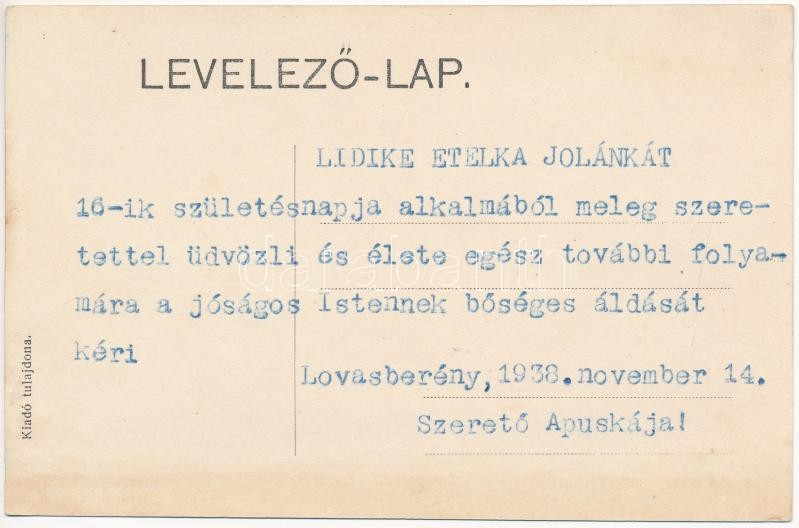 LEVELEZŐ-LAP.
LIDIKE ETELKA JOLÁNKÁT
16-ik születésnapja alkalmából meleg szere-
tettel üdvözli és élete egész további folya-
mára a jóságos Istennek bőséges áldását
kéri
Lovasberény, 1938. november 14.
Szerető Apuskája!
Kiadó tulajdona.
darabanth